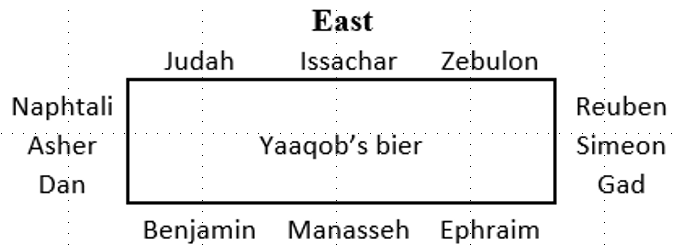 East
Judah Issachar Zebulon
Naphtali Reuben
Asher Yaaqob’s bier Simeon
Dan Gad
Benjamin Manasseh Ephraim